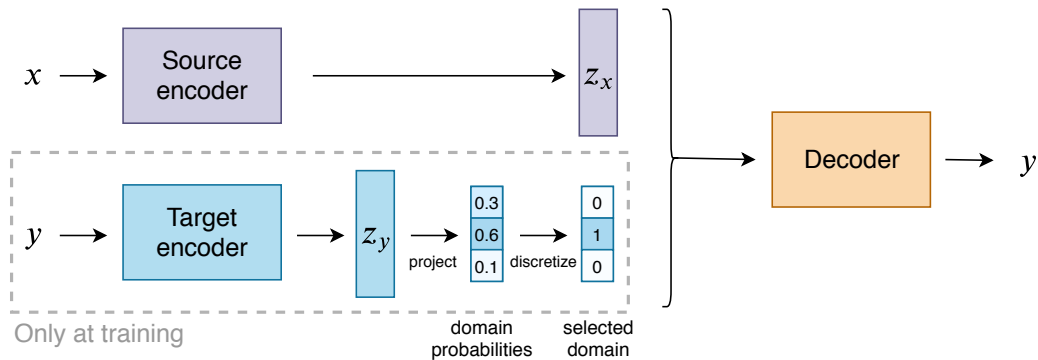 x
Source
encoder
z_x
Decoder
y
y
Target
encoder
z_y
project
0.3
0.6
0.1
discretize
0
1
0
Only at training
domain
probabilities
selected
domain